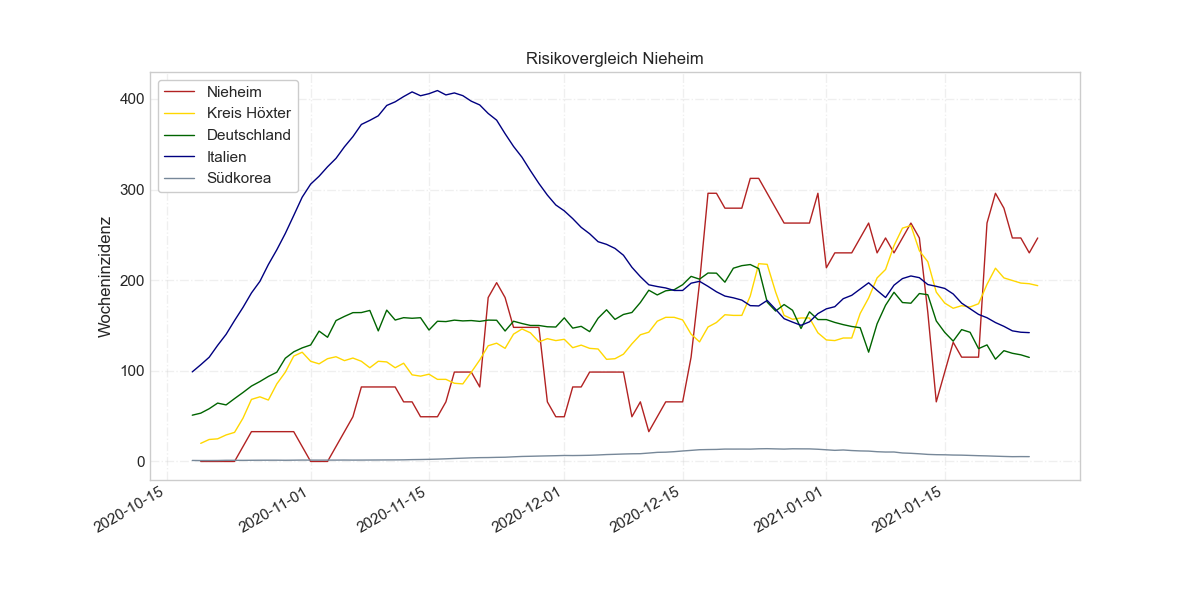 Risikovergleich Nieheim
Nieheim
Kreis Höxter
Deutschland
Italien
Südkorea
Wocheninzidenz
400
300
200
100
0
2020-10-15
2020-11-01
2020-11-15
2020-12-01
2020-12-15
2021-01-01
2021-01-15